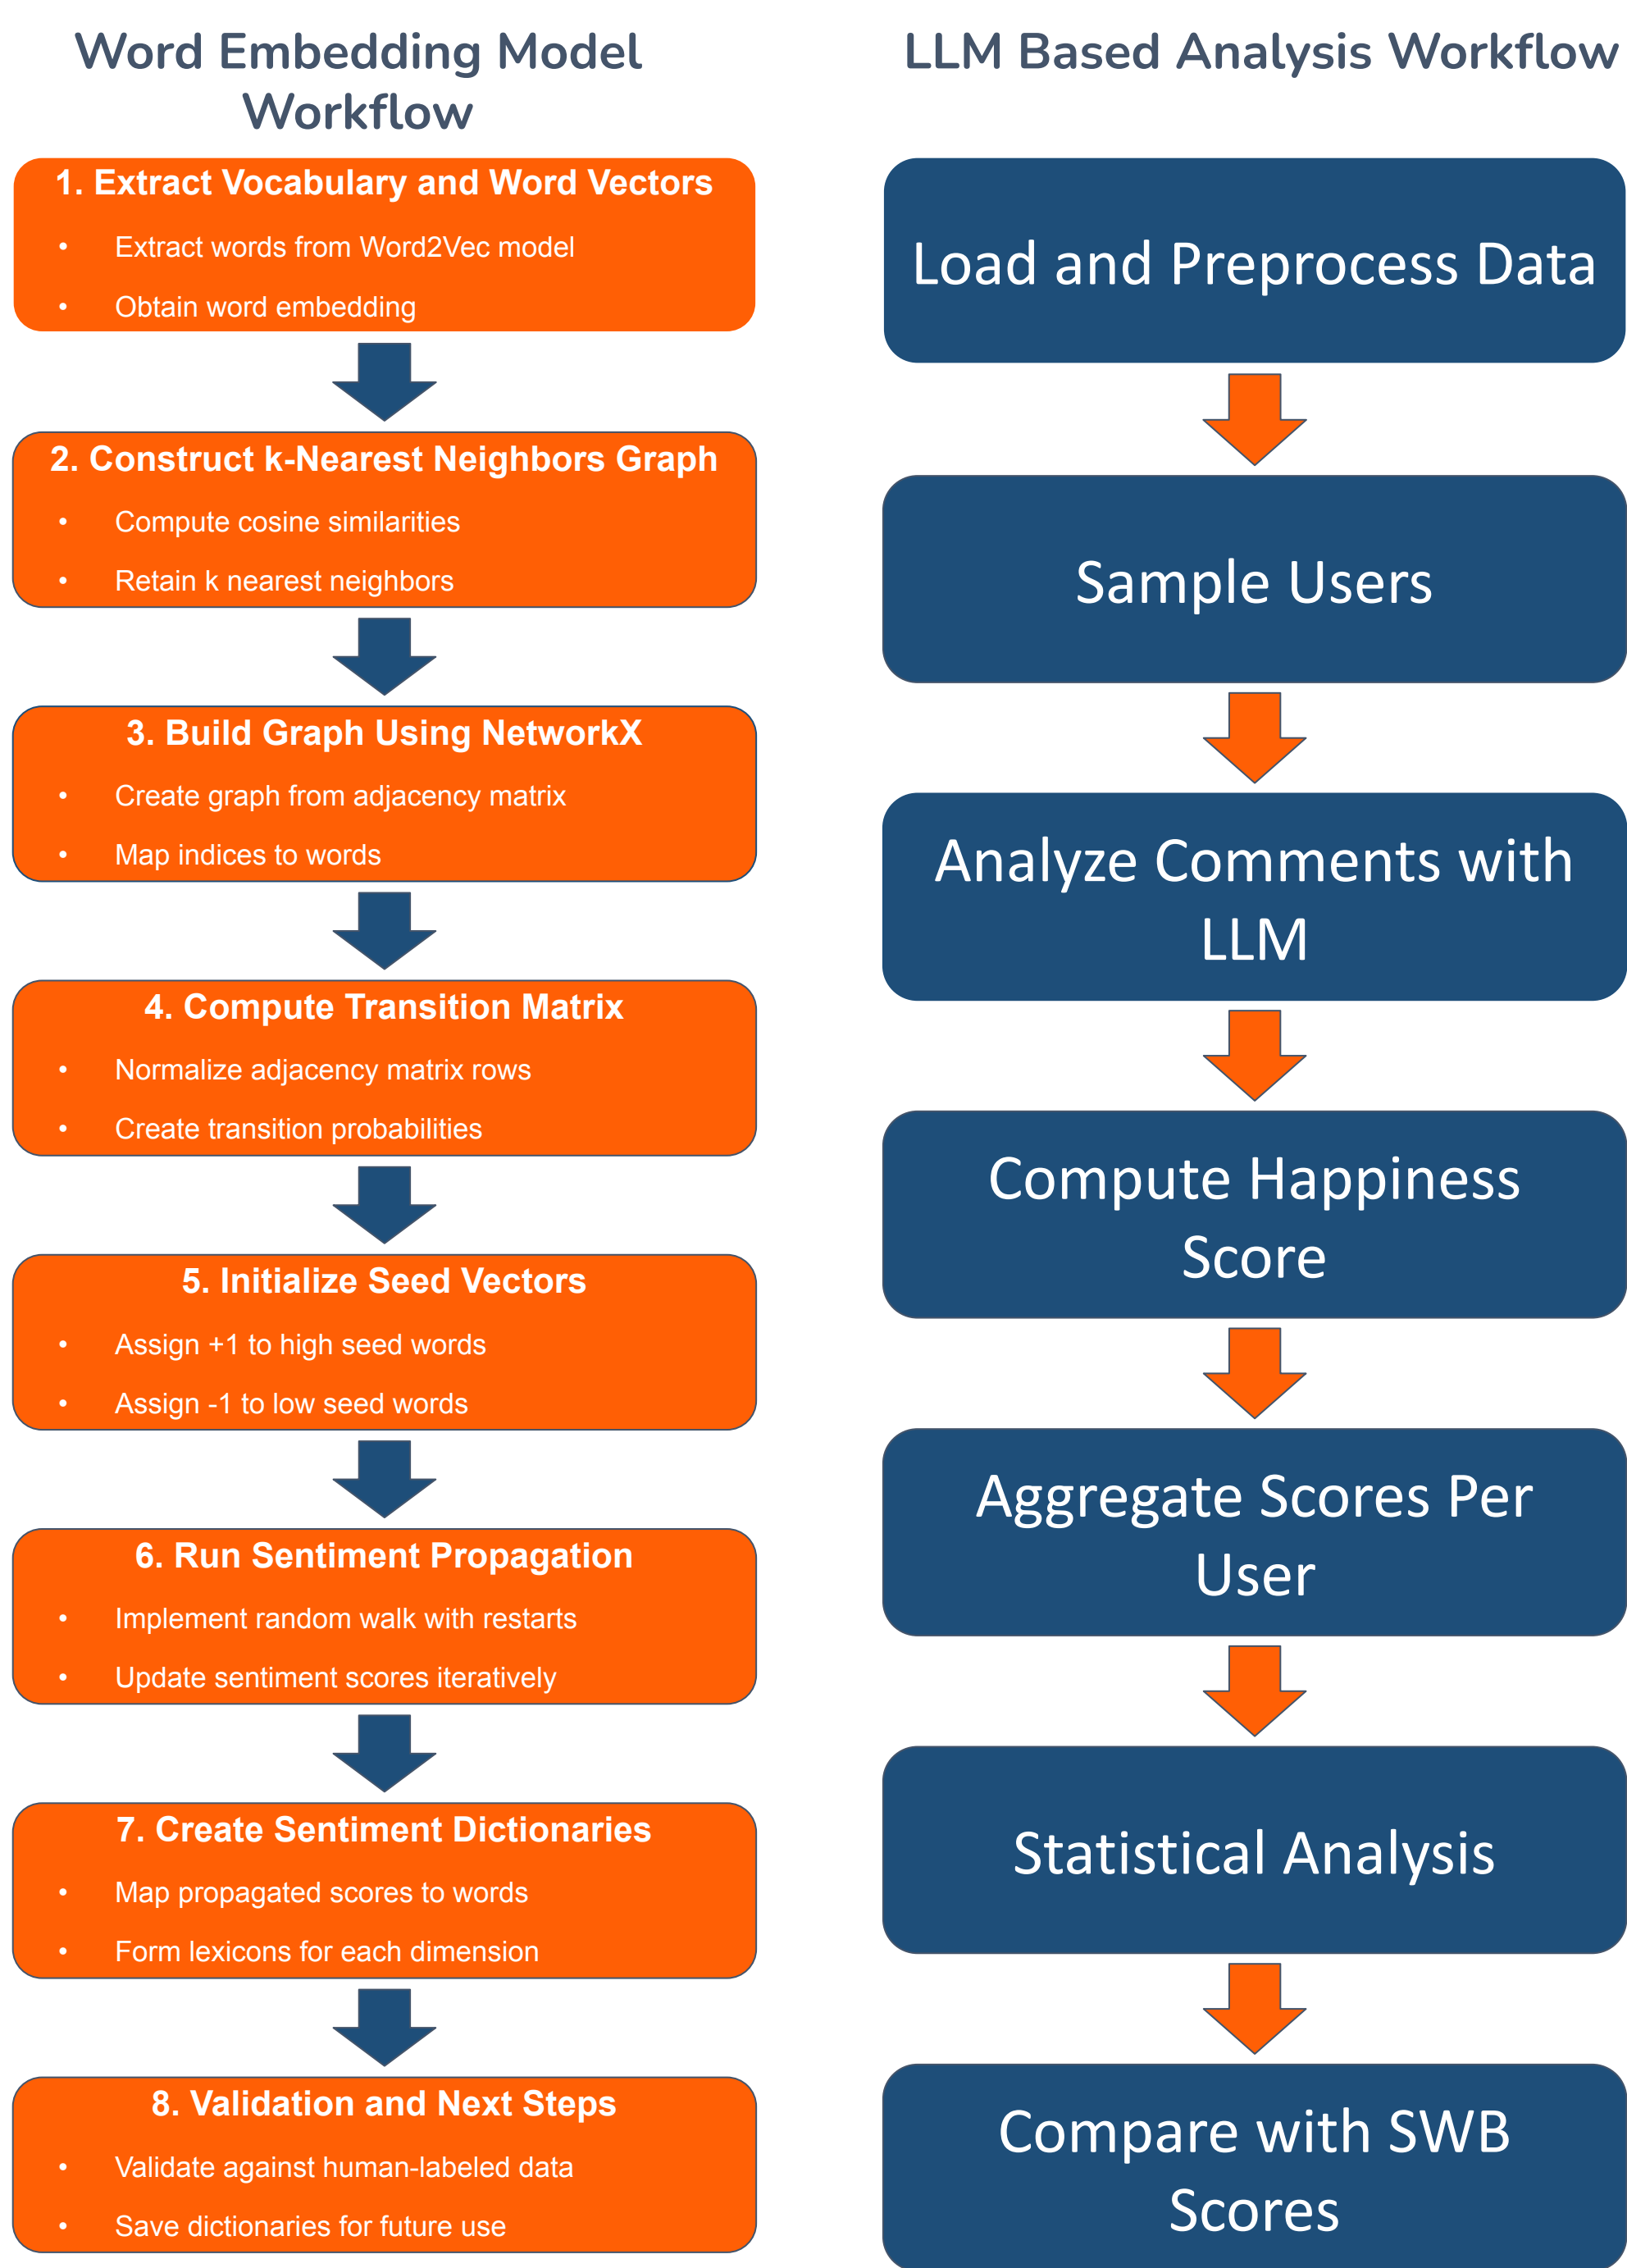 Word Embedding Model
Workflow
1. Extract Vocabulary and Word Vectors
• Extract words from Word2Vec model
• Obtain word embedding
2. Construct k-Nearest Neighbors Graph
• Compute cosine similarities
• Retain k nearest neighbors
3. Build Graph Using NetworkX
• Create graph from adjacency matrix
• Map indices to words
4. Compute Transition Matrix
• Normalize adjacency matrix rows
• Create transition probabilities
5. Initialize Seed Vectors
• Assign +1 to high seed words
• Assign -1 to low seed words
6. Run Sentiment Propagation
• Implement random walk with restarts
• Update sentiment scores iteratively
7. Create Sentiment Dictionaries
• Map propagated scores to words
• Form lexicons for each dimension
8. Validation and Next Steps
• Validate against human-labeled data
• Save dictionaries for future use
LLM Based Analysis Workflow
Load and Preprocess Data
Sample Users
Analyze Comments with
LLM
Compute Happiness
Score
Aggregate Scores Per
User
Statistical Analysis
Compare with SWB
Scores